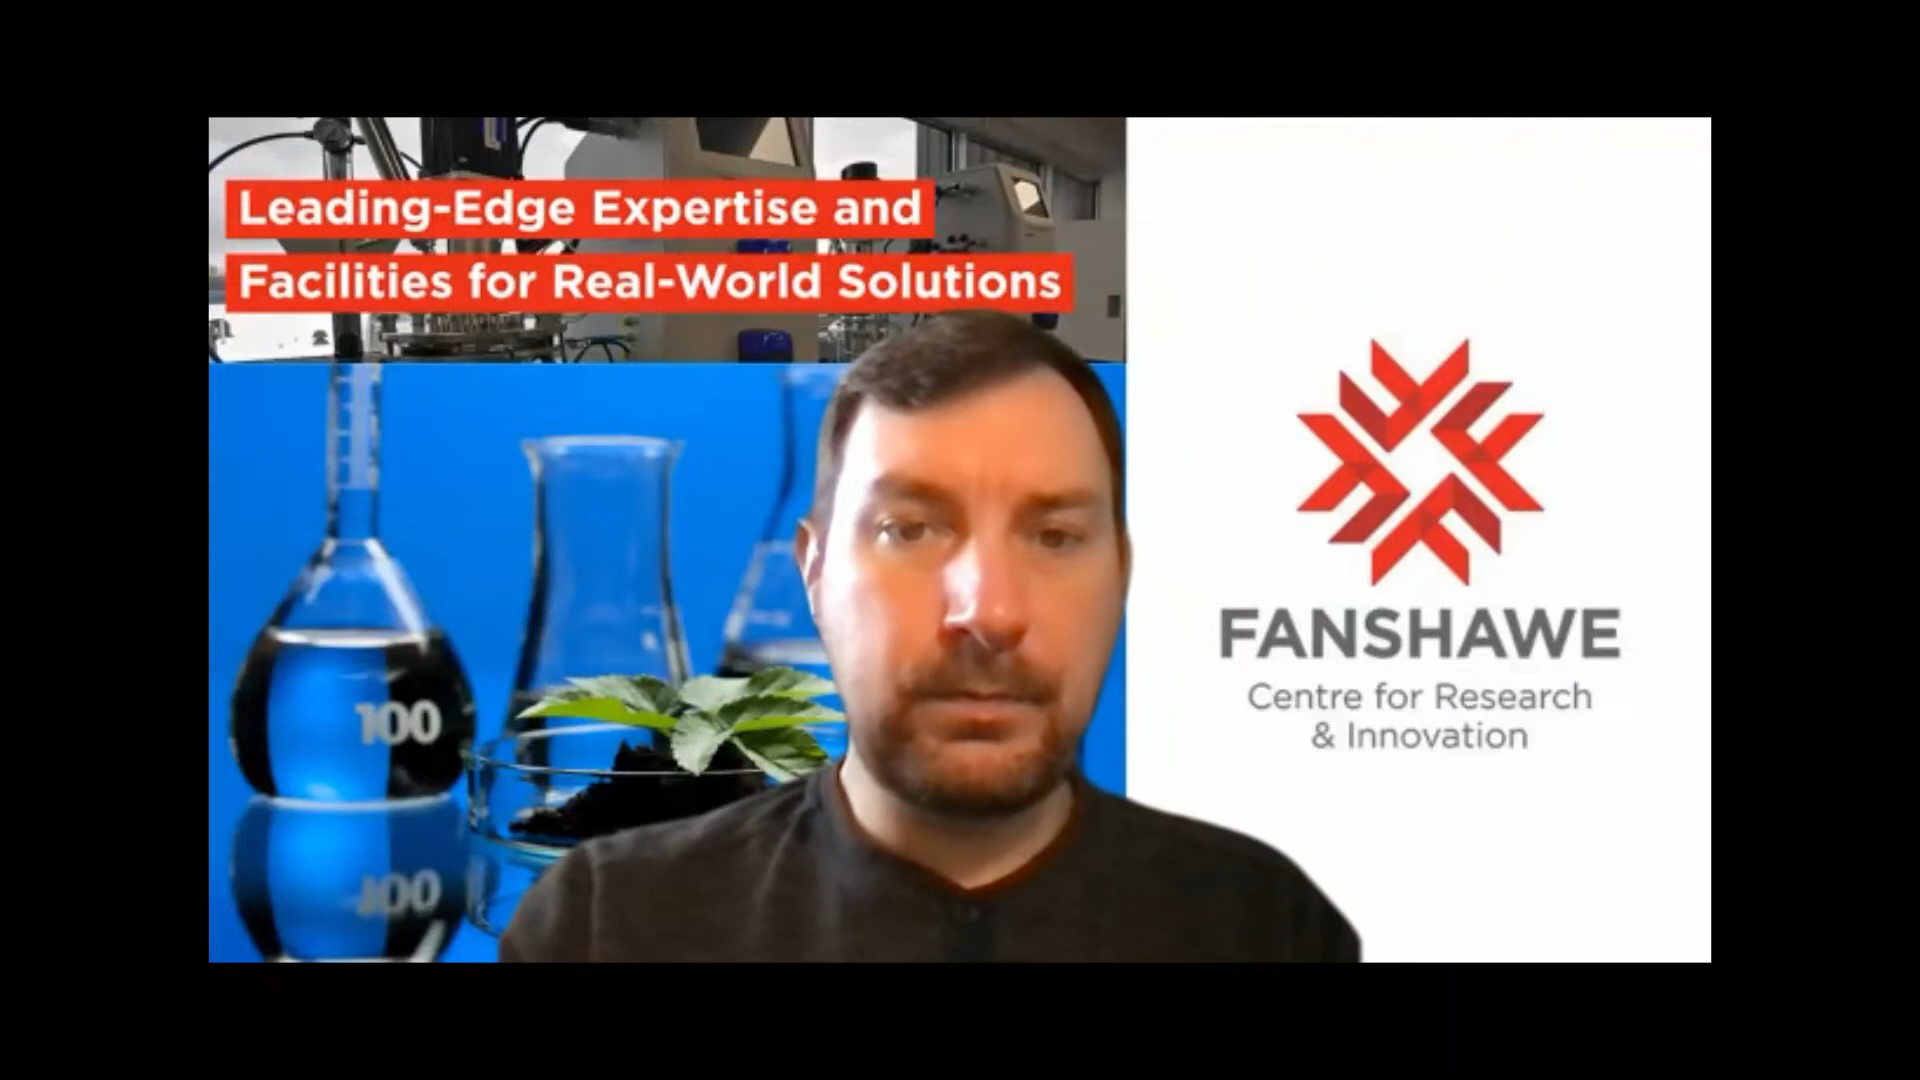 Leading-Edge Expertise and
Facilities for Real-World Solutions
100
100
FANSHAWE
Centre for Research
& Innovation